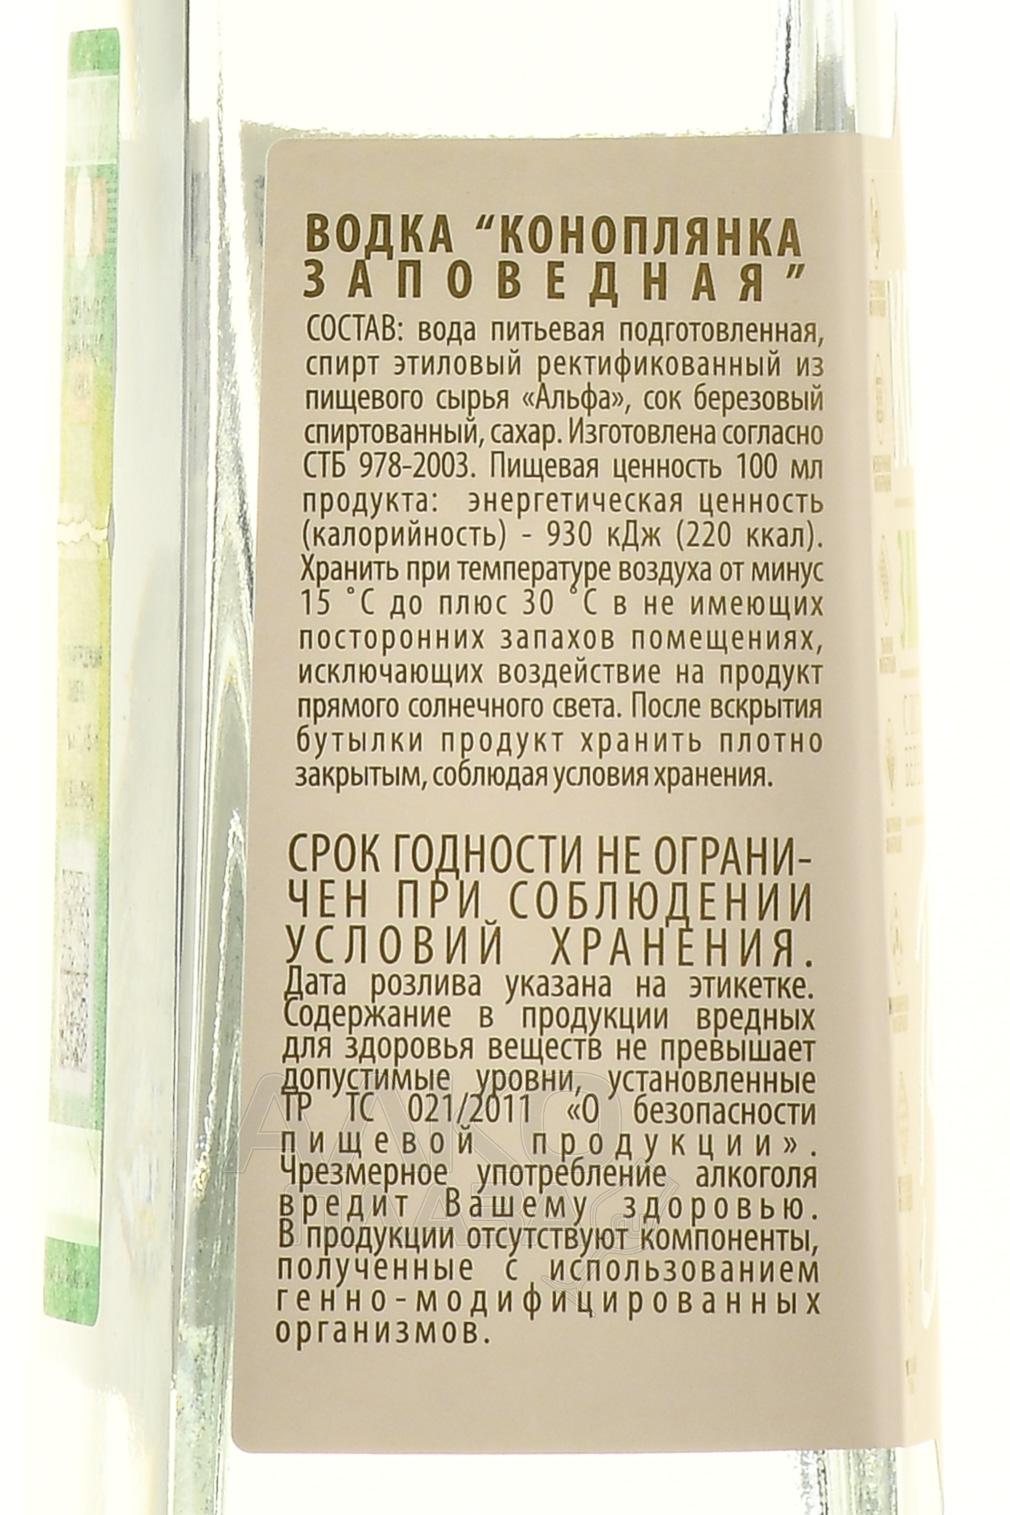 ВОДКА “КОНОПЛЯНКА
ЗАПОВЕДНАЯ”
СОСТАВ: вода питьевая подготовленная,
спирт этиловый ректификованный из
пищевого сырья «Альфа», сок березовый
спиртованный, сахар. Изготовлена согласно
СТБ 978-2003. Пищевая ценность 100 мл
продукта: энергетическая ценность
(калорийность) - 930 кДж (220 ккал).
Хранить при температуре воздуха от минус
15 ˚С до плюс 30 ˚С в не имеющих
посторонних запахов помещениях,
исключающих воздействие на продукт
прямого солнечного света. После вскрытия
бутылки продукт хранить плотно
закрытым, соблюдая условия хранения.
СРОК ГОДНОСТИ НЕ ОГРАНИ-
ЧЕН ПРИ СОБЛЮДЕНИИ
УСЛОВИЙ ХРАНЕНИЯ.
Дата розлива указана на этикетке.
Содержание в продукции вредных
для здоровья веществ не превышает
допустимые уровни, установленные
ТР ТС 021/2011 «О безопасности
пищевой продукции».
Чрезмерное употребление алкоголя
вредит Вашему здоровью.
В продукции отсутствуют компоненты,
полученные с использованием
генно-модифицированных
организмов.